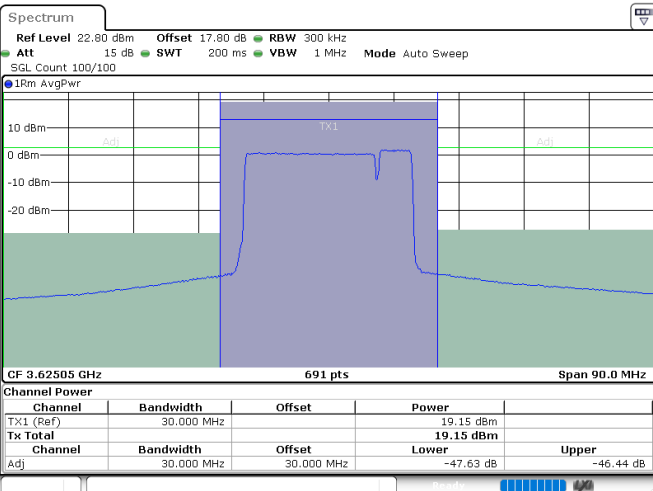 Spectrum
Ref Level 22.80 dBm Offset 17.80 dB RBW 300 kHz
Att 15 dB SWT 200 ms VBW 1 MHz Mode Auto Sweep
SGL Count 100/100
1Rm AvgPwr
TX1
10 dBm
Adj Adj
0 dBm
-10 dBm
-20 dBm
CF 3.62505 GHz 691 pts Span 90.0 MHz
Channel Power
Channel Bandwidth Offset Power
TX1 (Ref) 30.000 MHz 19.15 dBm
Tx Total 19.15 dBm
Channel Bandwidth Offset Lower Upper
Adj 30.000 MHz 30.000 MHz -47.63 dB -46.44 dB
Ready